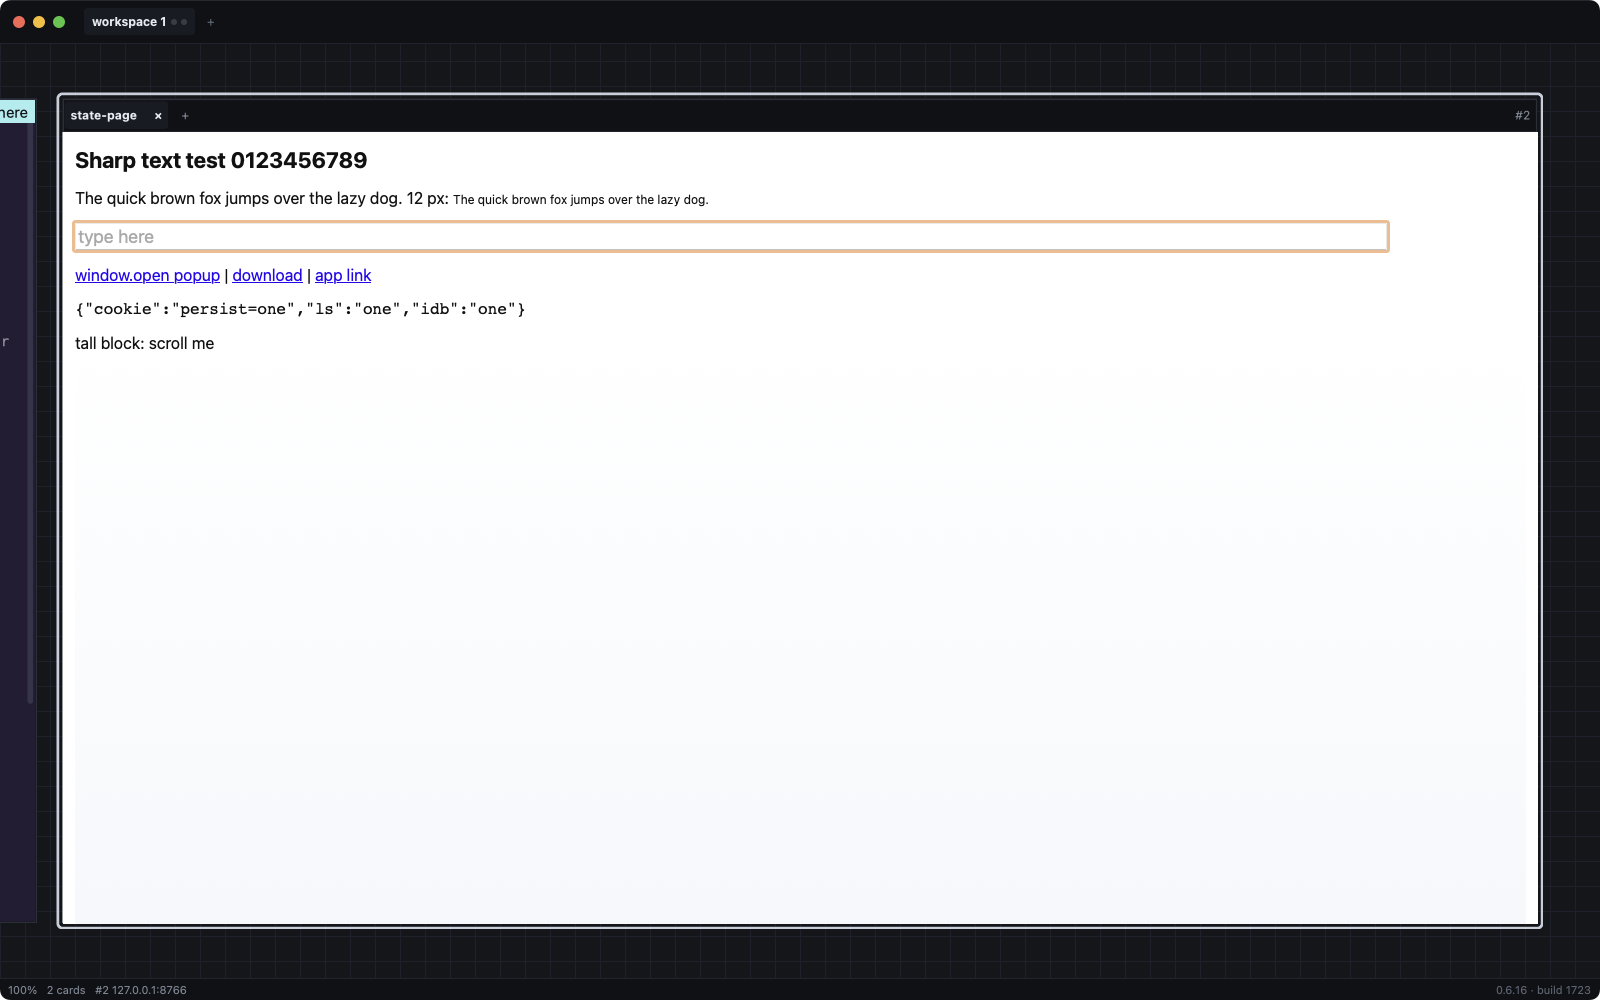 workspace 1
+
here
state-page × +
#2
Sharp text test 0123456789
The quick brown fox jumps over the lazy dog. 12 px: The quick brown fox jumps over the lazy dog.
type here
window.open popup | download | app link
{"cookie":"persist=one","ls":"one","idb":"one"}
r
tall block: scroll me
100% 2 cards #2 127.0.0.1:8766
0.6.16 · build 1723